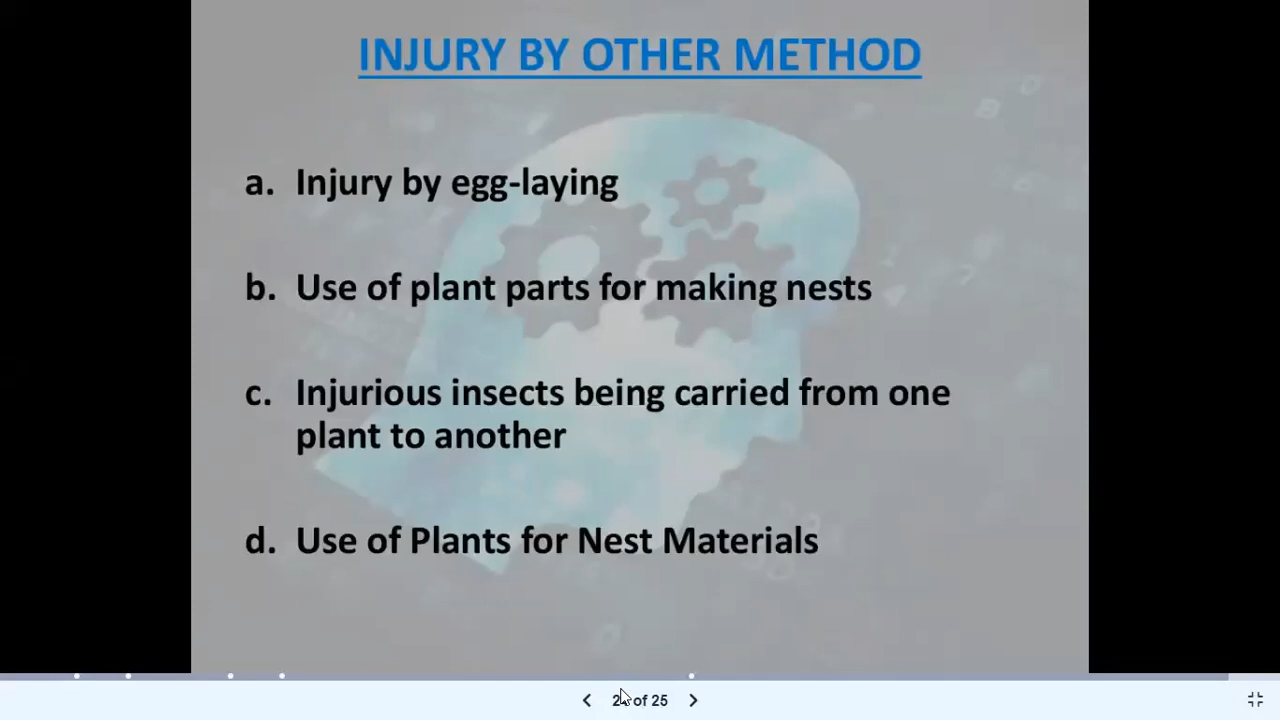 INJURY BY OTHER METHOD
a. Injury by egg-laying
b. Use of plant parts for making nests
c. Injurious insects being carried from one
plant to another
d. Use of Plants for Nest Materials
of 25